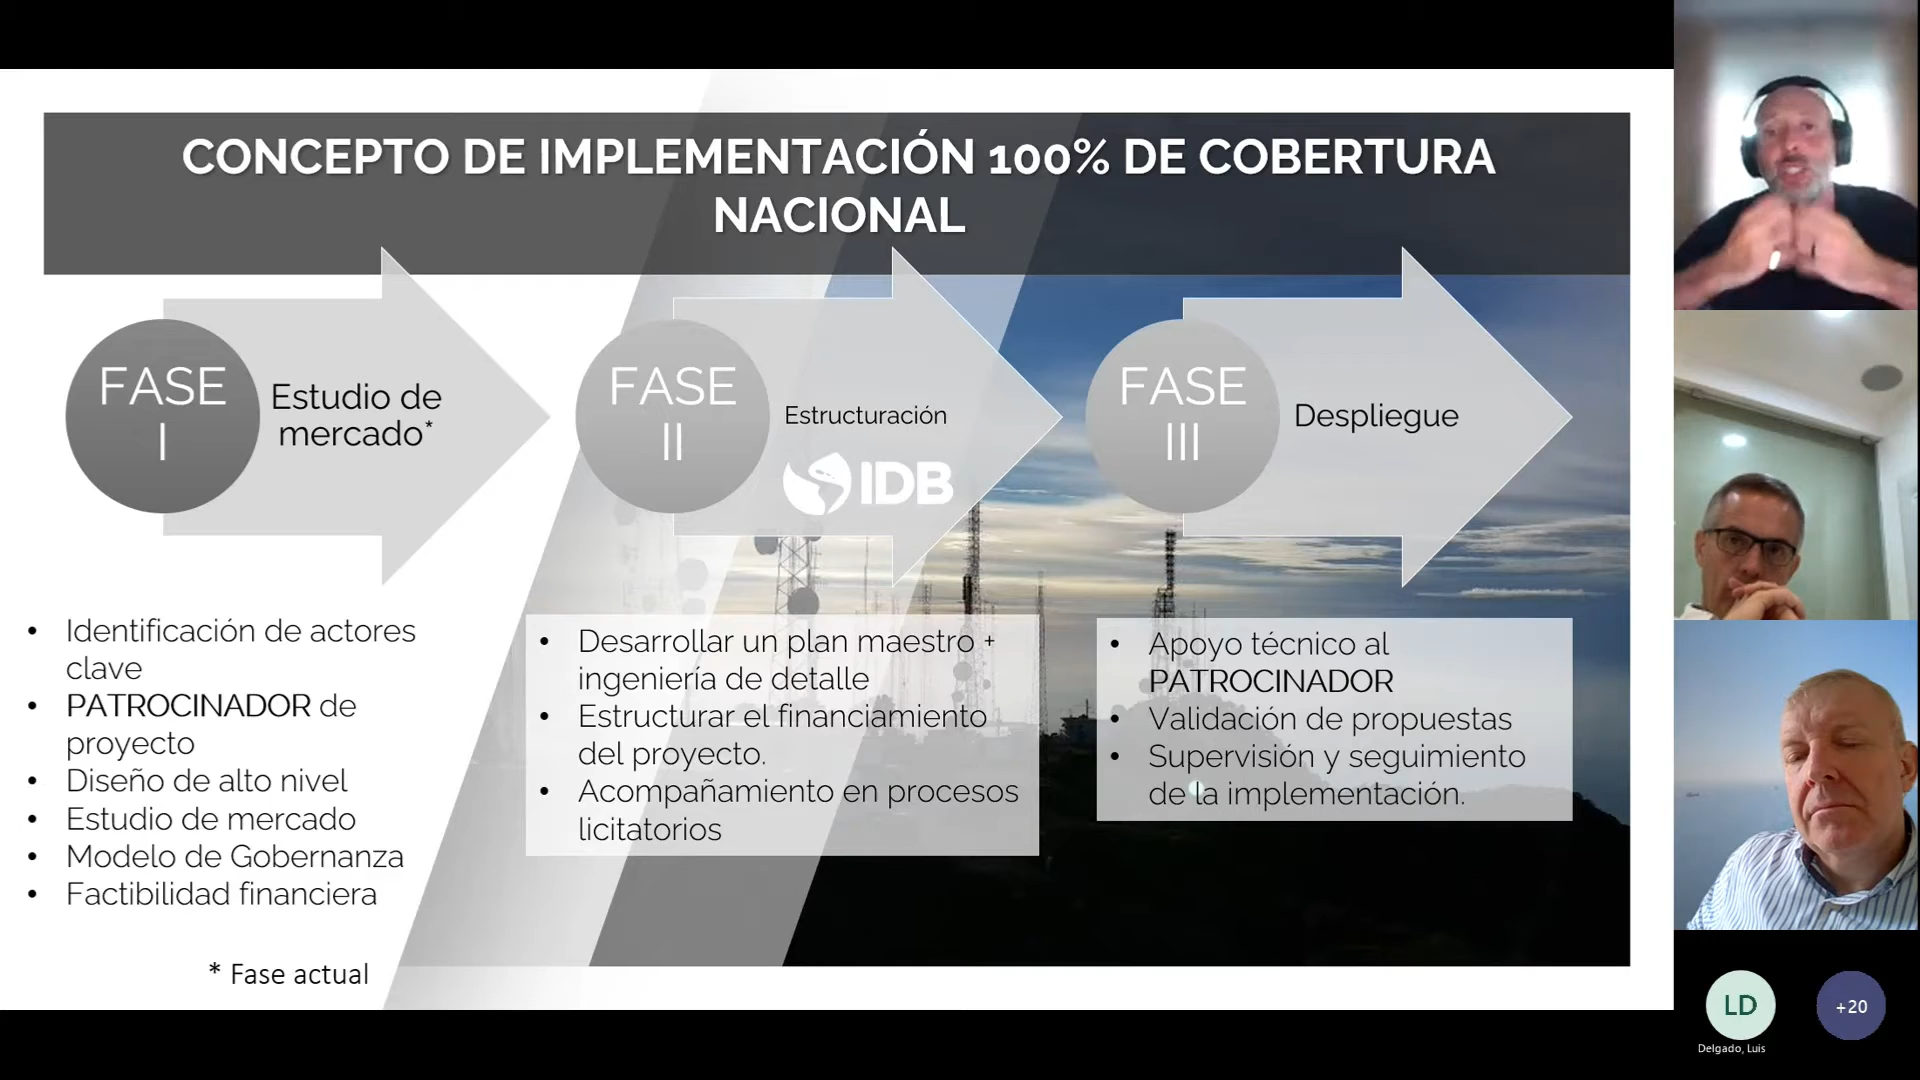 CONCEPTO DE IMPLEMENTACIÓN 100% DE COBERTURA
NACIONAL
FASE
I
Estudio de
mercado*
FASE
II
Estructuración
IDB
FASE
III
Despliegue
• Identificación de actores
clave
• PATROCINADOR de
proyecto
• Diseño de alto nivel
• Estudio de mercado
• Modelo de Gobernanza
• Factibilidad financiera
* Fase actual
• Desarrollar un plan maestro +
ingeniería de detalle
• Estructurar el financiamiento
del proyecto.
• Acompañamiento en procesos
licitatorios
• Apoyo técnico al
PATROCINADOR
• Validación de propuestas
• Supervisión y seguimiento
de la implementación.
LD
Delgado, Luis
+20